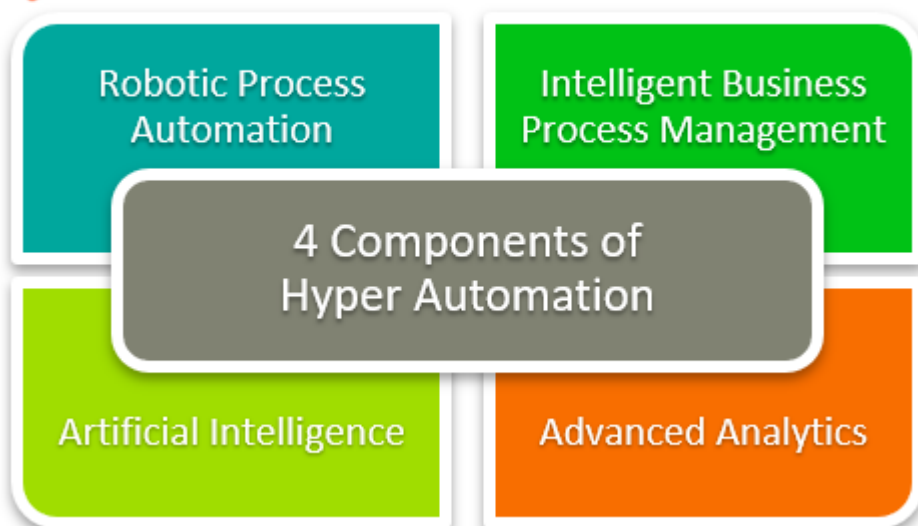 Robotic Process
Automation
Intelligent Business
Process Management
4 Components of
Hyper Automation
Artificial Intelligence
Advanced Analytics